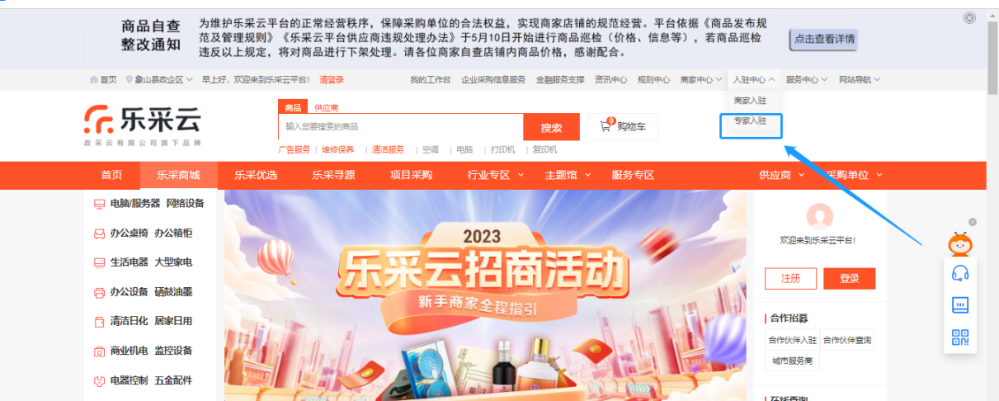 商品自查
整改通知
为维护乐采云平台的正常经营秩序，保障采购单位的合法权益，实现商家店铺的规范经营。平台依据《商品发布规
范及管理规则》《乐采云平台供应商违规处理办法》于5月10日开始进行商品巡检（价格、信息等），若商品巡检
违反以上规定，将对商品进行下架处理。请各位商家自查店铺内商品价格，感谢配合。
点击查看详情
首页 象山县政企区 早上好，欢迎来到乐采云平台! 请登录 我的工作台 企业采购信息服务 金融服务支撑 资讯中心 规则中心 商家中心 入驻中心 服务中心 网站导航
商家入驻
专家入驻
乐采云
政采云有限公司旗下品牌
商品 供应商
输入您要搜索的商品
搜索
0
购物车
广告服务 | 维修保养 | 清洁服务 | 空调 | 电脑 | 打印机 | 复印机
首页 乐采商城 乐采优选 乐采寻源 项目采购 行业专区 主题馆 服务专区 供应商 采购单位
电脑/服务器 网络设备
办公桌椅 办公箱柜
生活电器 大型家电
办公设备 硒鼓油墨
清洁日化 居家日用
商业机电 监控设备
电器控制 五金配件
2023
乐采云招商活动
新手商家全程指引
欢迎来到乐采云平台!
注册
登录
合作招募
合作伙伴入驻 合作伙伴查询
城市服务商
在线咨询